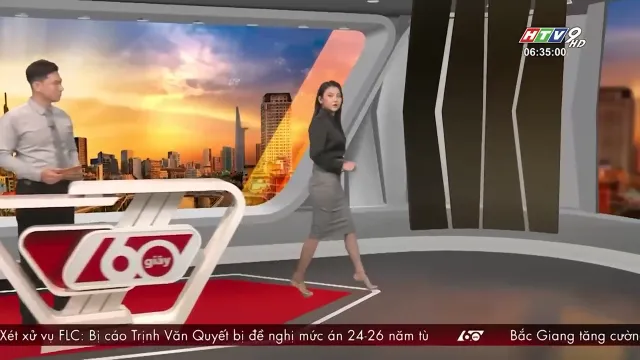 HTV9
HD
06:35:00
60
giây
Xét xử vụ FLC: Bị cáo Trịnh Văn Quyết bị đề nghị mức án 24-26 năm tù 60 Bắc Giang tăng cườn